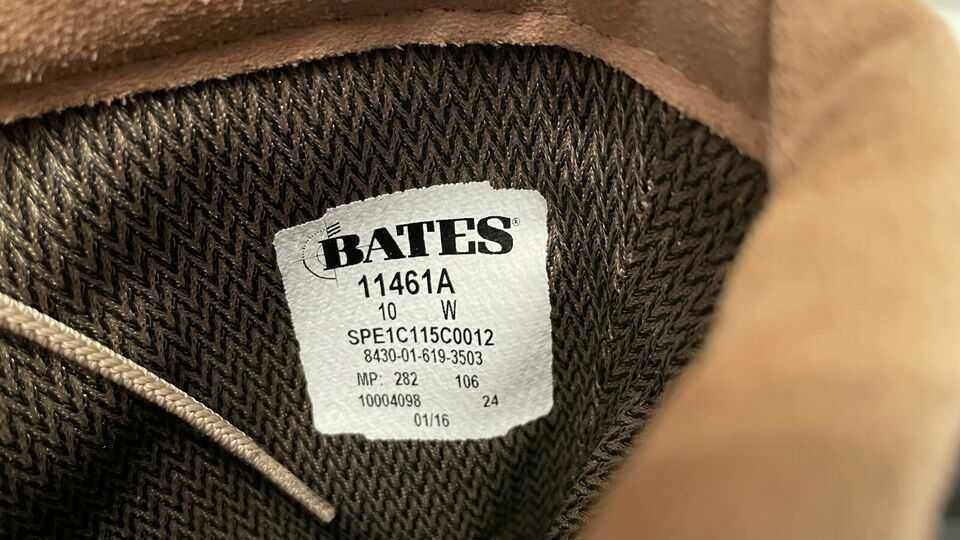 BATES®
11461A
10 W
SPE1C115C0012
8430-01-619-3503
MP: 282 106
10004098 24
01/16